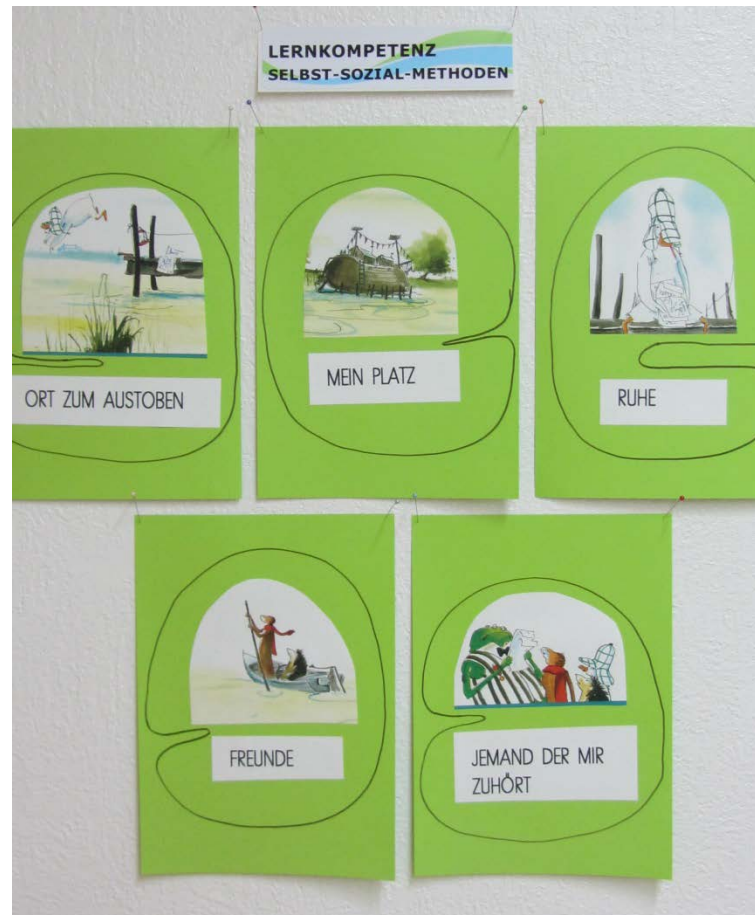 LERNKOMPETENZ
SELBST-SOZIAL-METHODEN
ORT ZUM AUSTOBEN
MEIN PLATZ
RUHE
FREUNDE
JEMAND DER MIR
ZUHÖRT